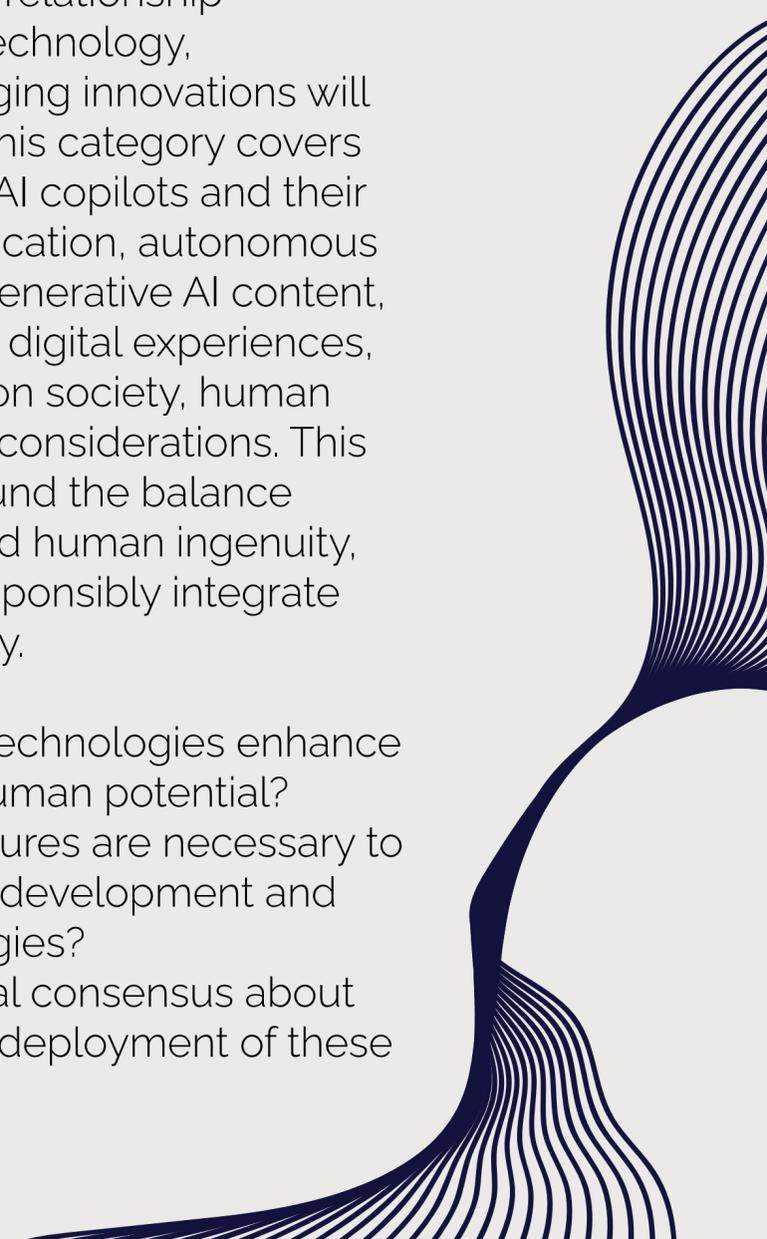 relationship
echnology,
ging innovations will
his category covers
AI copilots and their
cation, autonomous
enerative AI content,
digital experiences,
on society, human
considerations. This
und the balance
d human ingenuity,
ponsibly integrate
y.
echnologies enhance
uman potential?
ures are necessary to
development and
gies?
al consensus about
deployment of these